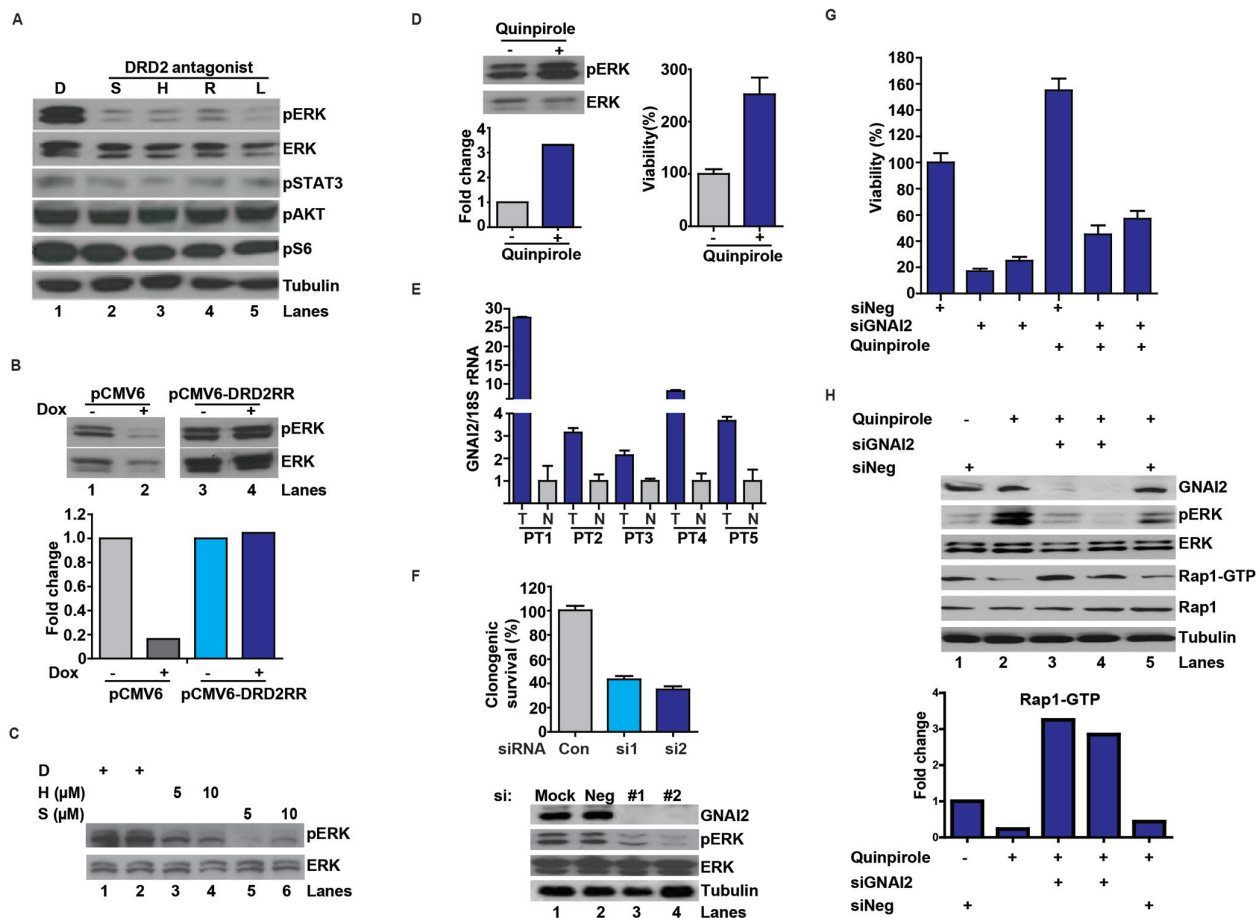 A
DRD2 antagonist
D S H R L
pERK
ERK
pSTAT3
pAKT
pS6
Tubulin
1 2 3 4 5 Lanes
B
pCMV6 pCMV6-DRD2RR
Dox - + - +
pERK
ERK
1 2 3 4 Lanes
Fold change
1.2
1.0
0.8
0.6
0.4
0.2
0
Dox - + - +
pCMV6 pCMV6-DRD2RR
C
D + +
H (µM) 5 10
S (µM) 5 10
pERK
ERK
1 2 3 4 5 6 Lanes
D
Quinpirole
- +
pERK
ERK
Fold change
4
3
2
1
0
- +
Quinpirole
Viability(%)
300
200
100
0
- +
Quinpirole
E
GNAI2/18S rRNA
30
25
20
15
10
4
3
2
1
0
T N T N T N T N T N
PT1 PT2 PT3 PT4 PT5
F
Clonogenic
survival (%)
120
100
80
60
40
20
0
siRNA Con si1 si2
si: Mock Neg #1 #2
GNAI2
pERK
ERK
Tubulin
1 2 3 4 Lanes
G
Viability (%)
180
160
140
120
100
80
60
40
20
0
siNeg + +
siGNAI2 + + + +
Quinpirole + + +
H
Quinpirole - + + + +
siGNAI2 + +
siNeg + +
GNAI2
pERK
ERK
Rap1-GTP
Rap1
Tubulin
1 2 3 4 5 Lanes
Rap1-GTP
Fold change
4
3
2
1
0
Quinpirole - + + + +
siGNAI2 + +
siNeg + +